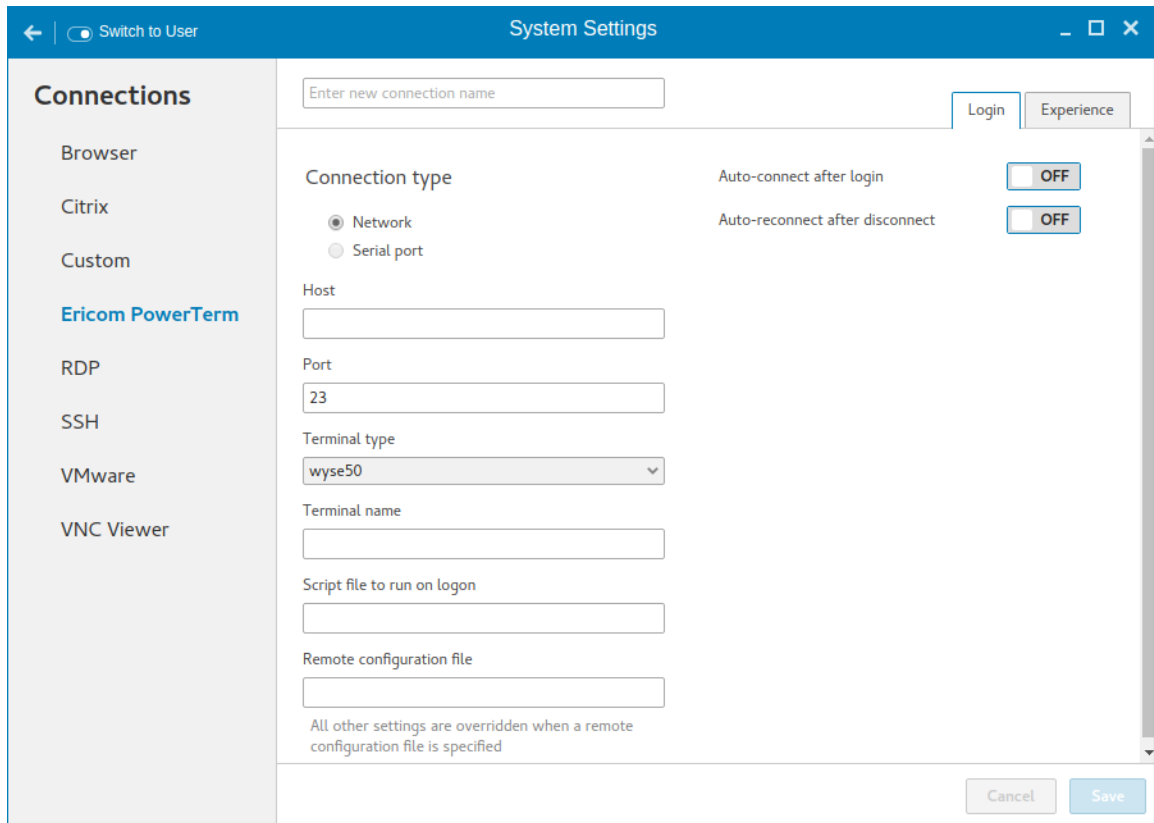 Switch to User
System Settings
Connections
Browser
Citrix
Custom
Ericom PowerTerm
RDP
SSH
VMware
VNC Viewer
Enter new connection name
Login
Experience
Connection type
Network
Serial port
Auto-connect after login
OFF
Auto-reconnect after disconnect
OFF
Host
Port
23
Terminal type
wyse50
Terminal name
Script file to run on logon
Remote configuration file
All other settings are overridden when a remote
configuration file is specified
Cancel
Save